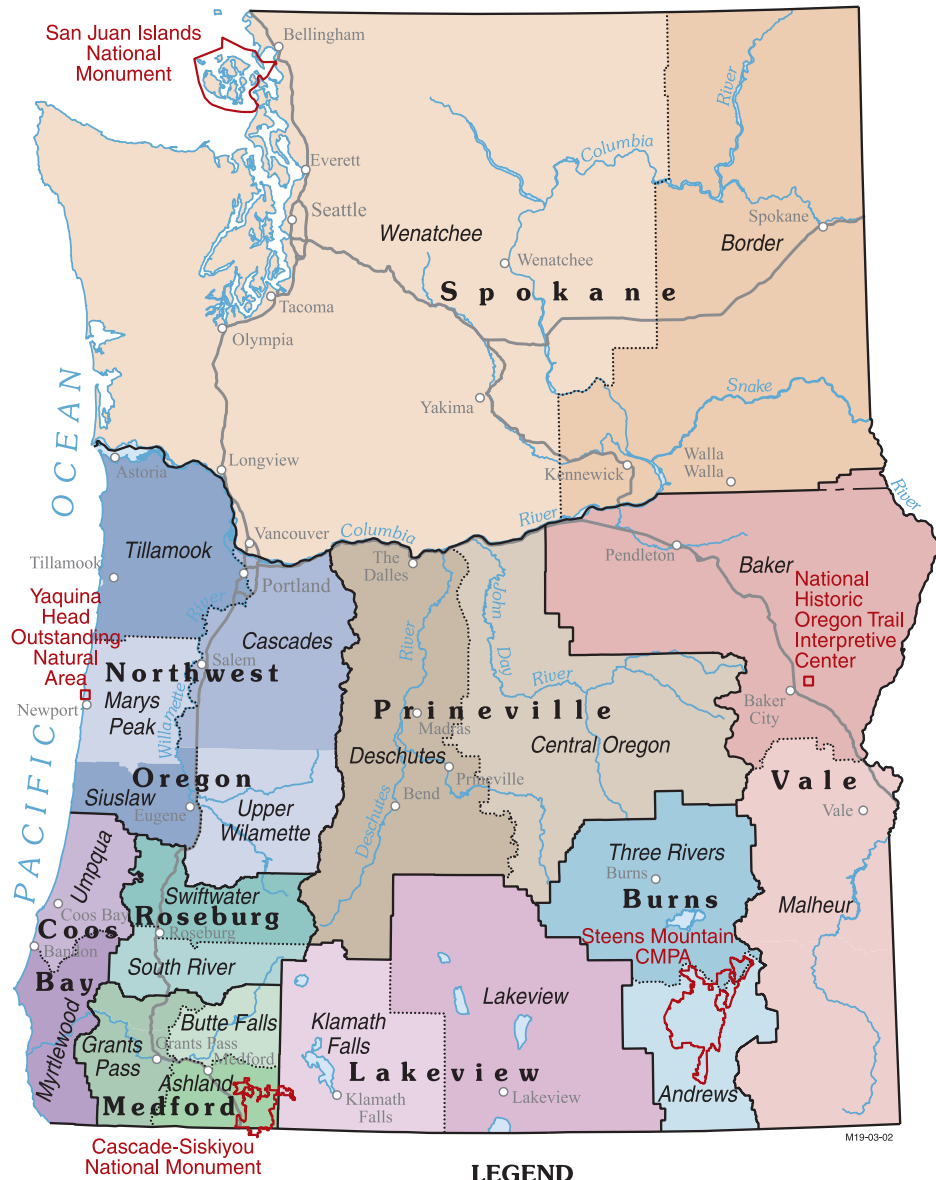 San Juan Islands
National
Monument
Bellingham
River
Columbia
Everett
Seattle
Wenatchee
Spokane
Border
Wenatchee
Spokane
Tacoma
Olympia
OCEAN
Snake
Yakima
Longview
Kennewick
Walla
Walla
Astoria
River
River
Vancouver
Columbia
Tillamook
The
Dalles
Pendleton
Baker
Tillamook
Portland
National
Historic
Oregon Trail
Interpretive
Center
Yaquina
Head
Outstanding
Natural
Area
River
John
Day
River
Cascades
River
Salem
Northwest
Marys
Peak
Willamette
Newport
Baker
City
Prineville
Madras
Central Oregon
Deschutes
Oregon
Prineville
Vale
Siuslaw
Eugene
Upper
Wilamette
Bend
Deschutes
Vale
PACIFIC
Umpqua
Three Rivers
Burns
Burns
Swiftwater
Roseburg
Coos Bay
Coos
Roseburg
Malheur
Bandon
Steens Mountain
CMPA
South River
Bay
Lakeview
Myrtlewood
Butte Falls
Klamath
Falls
Grants
Pass
Grants Pass
Medford
Lakeview
Ashland
Medford
Klamath
Falls
Lakeview
Andrews
M19-03-02
Cascade-Siskiyou
National Monument
LEGEND